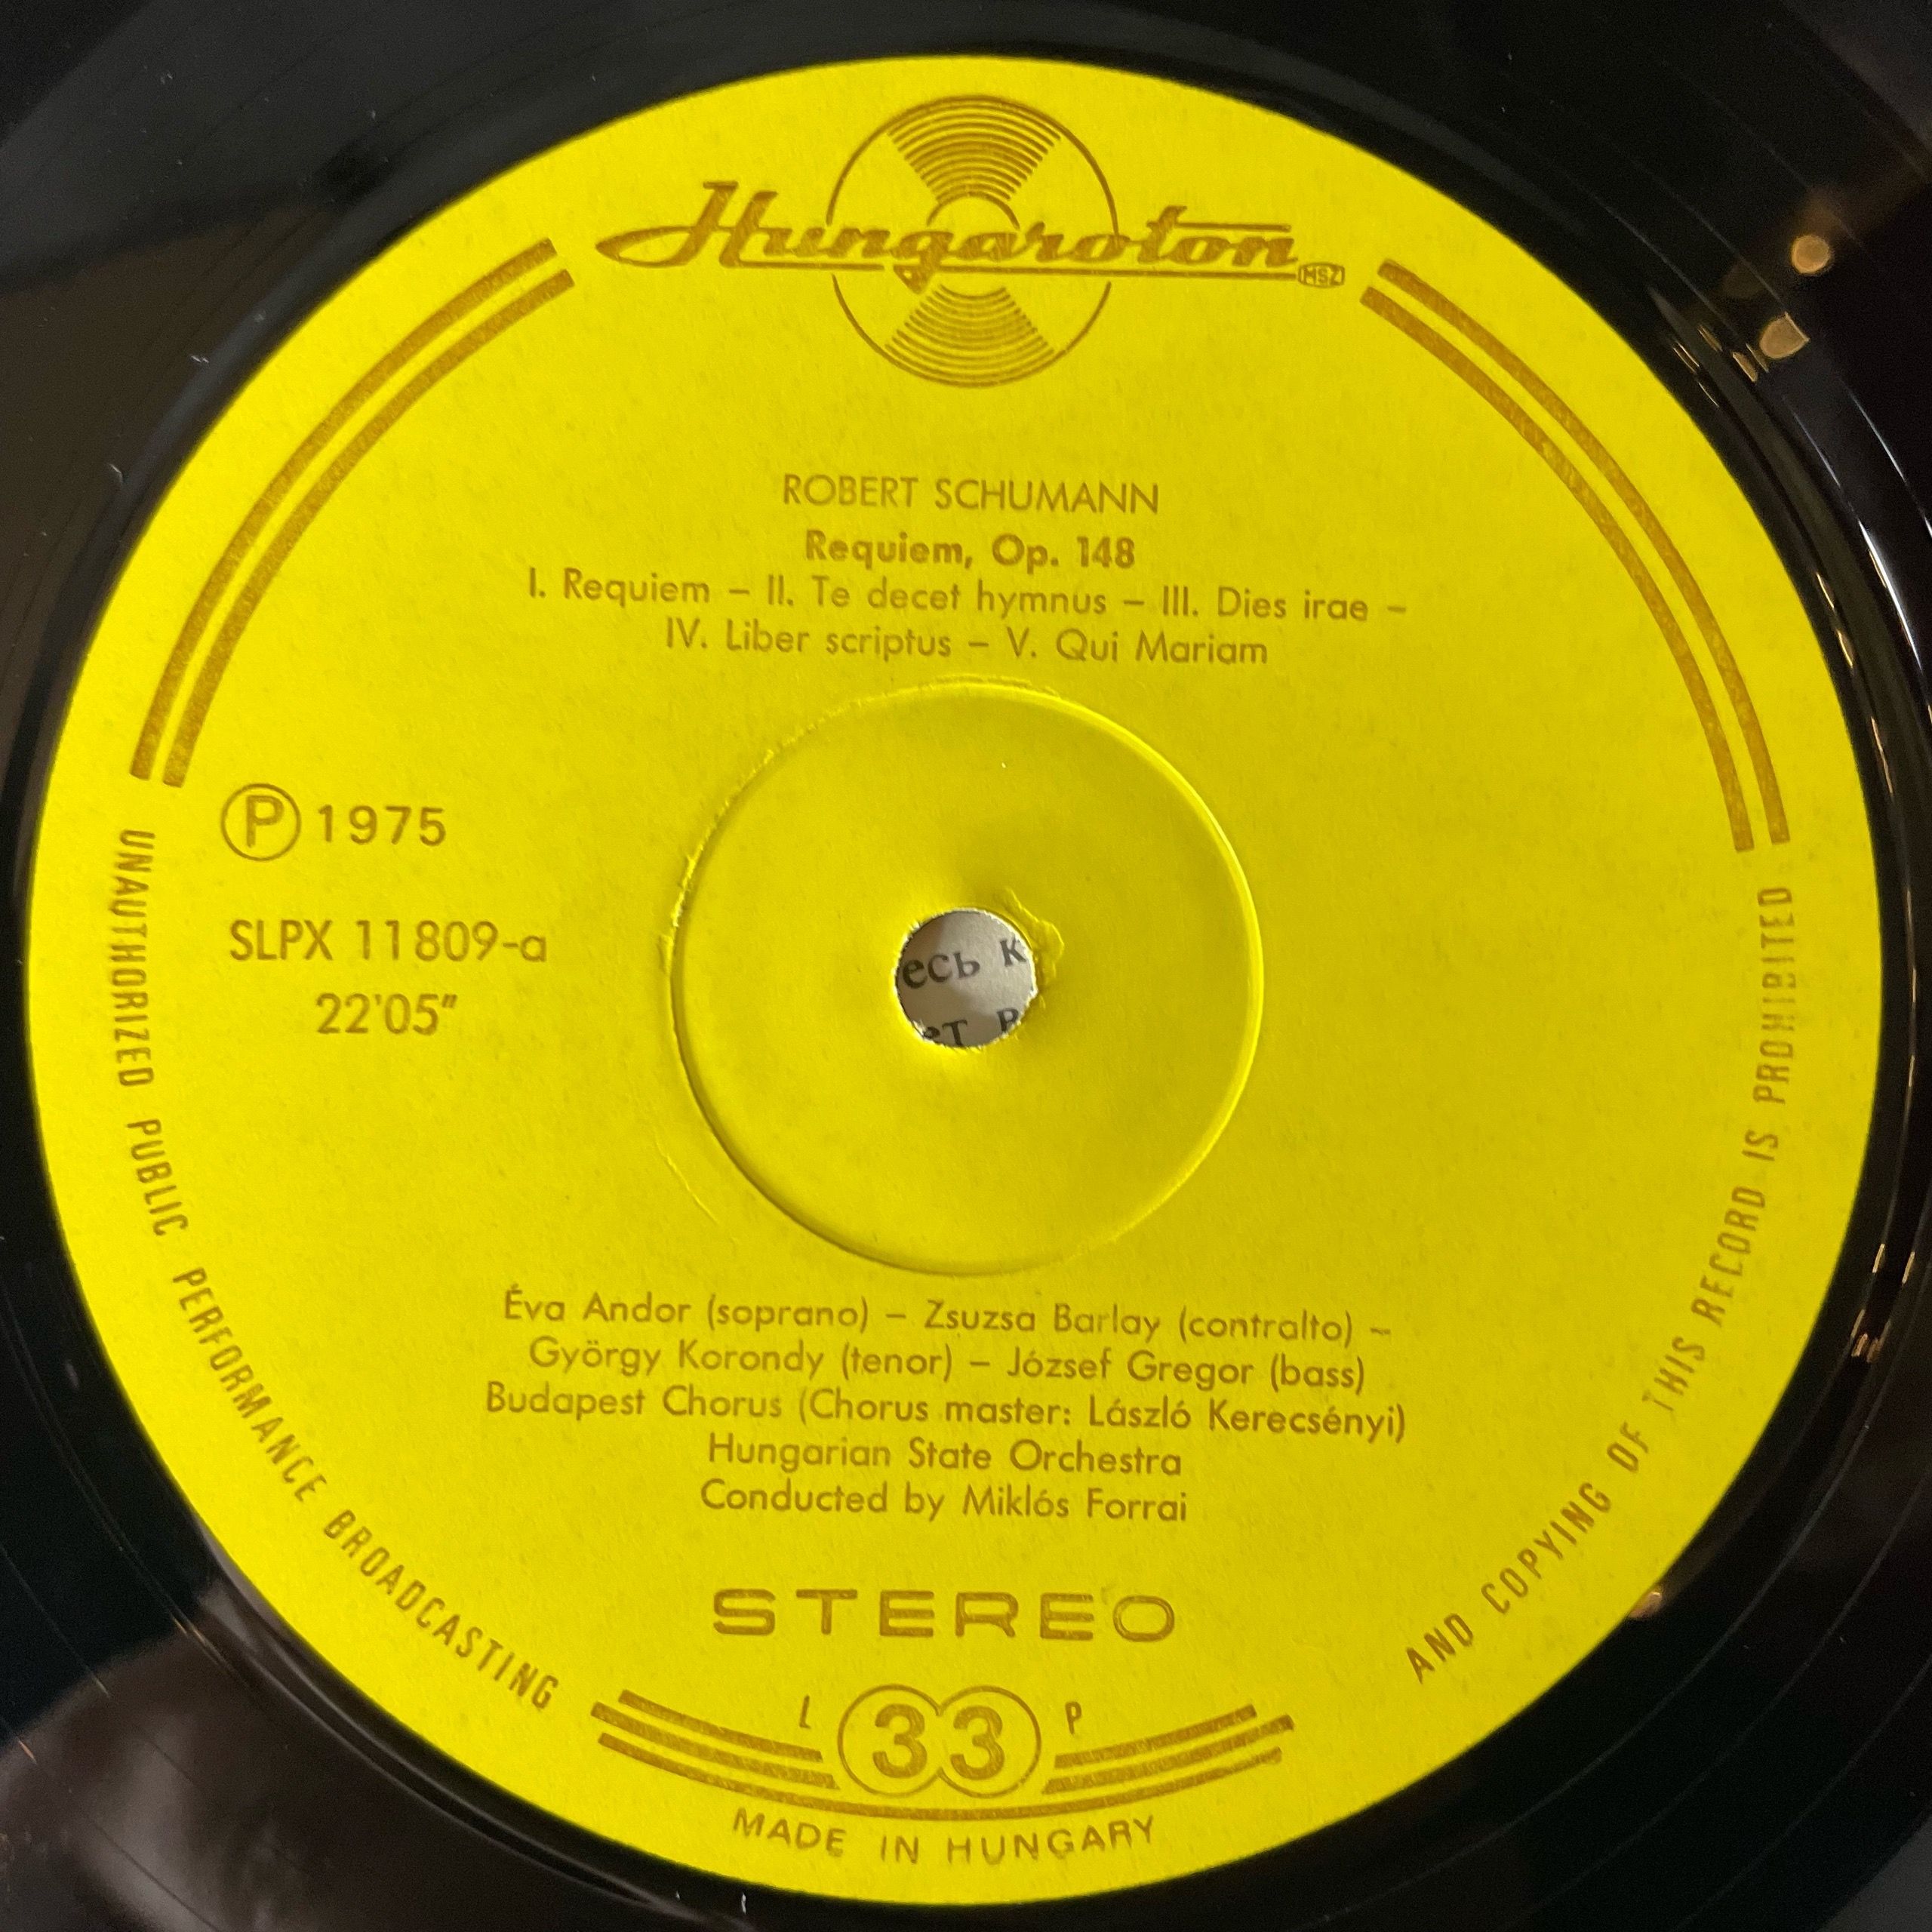 Hungaroton
MSZ
ROBERT SCHUMANN
Requiem, Op. 148
I. Requiem – II. Te decet hymnus – III. Dies irae –
IV. Liber scriptus – V. Qui Mariam
Ⓟ 1975
SLPX 11809-a
22'05"
есь к
ет в
Éva Andor (soprano) – Zsuzsa Barlay (contralto) –
György Korondy (tenor) – József Gregor (bass)
Budapest Chorus (Chorus master: László Kerecsényi)
Hungarian State Orchestra
Conducted by Miklós Forrai
STEREO
L 33 P
MADE IN HUNGARY
UNAUTHORIZED PUBLIC PERFORMANCE BROADCASTING AND COPYING OF THIS RECORD IS PROHIBITED